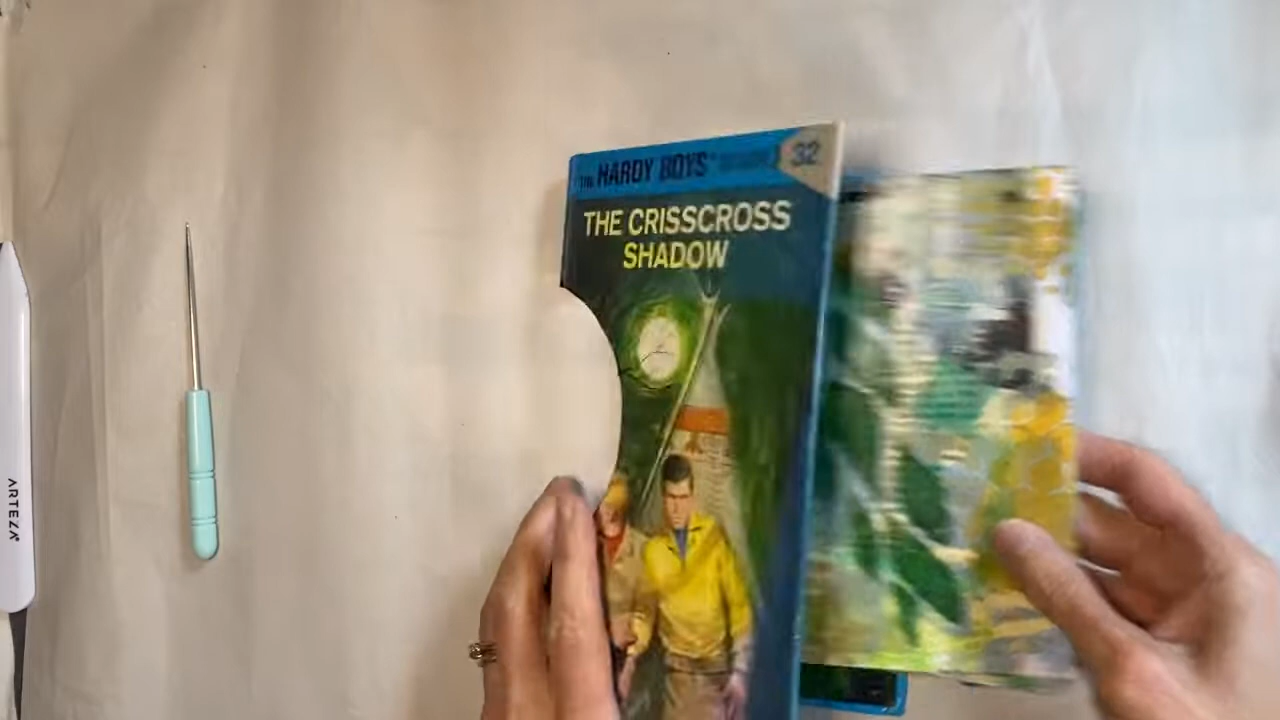 THE HARDY BOYS® 32
THE CRISSCROSS
SHADOW
ARTEZA